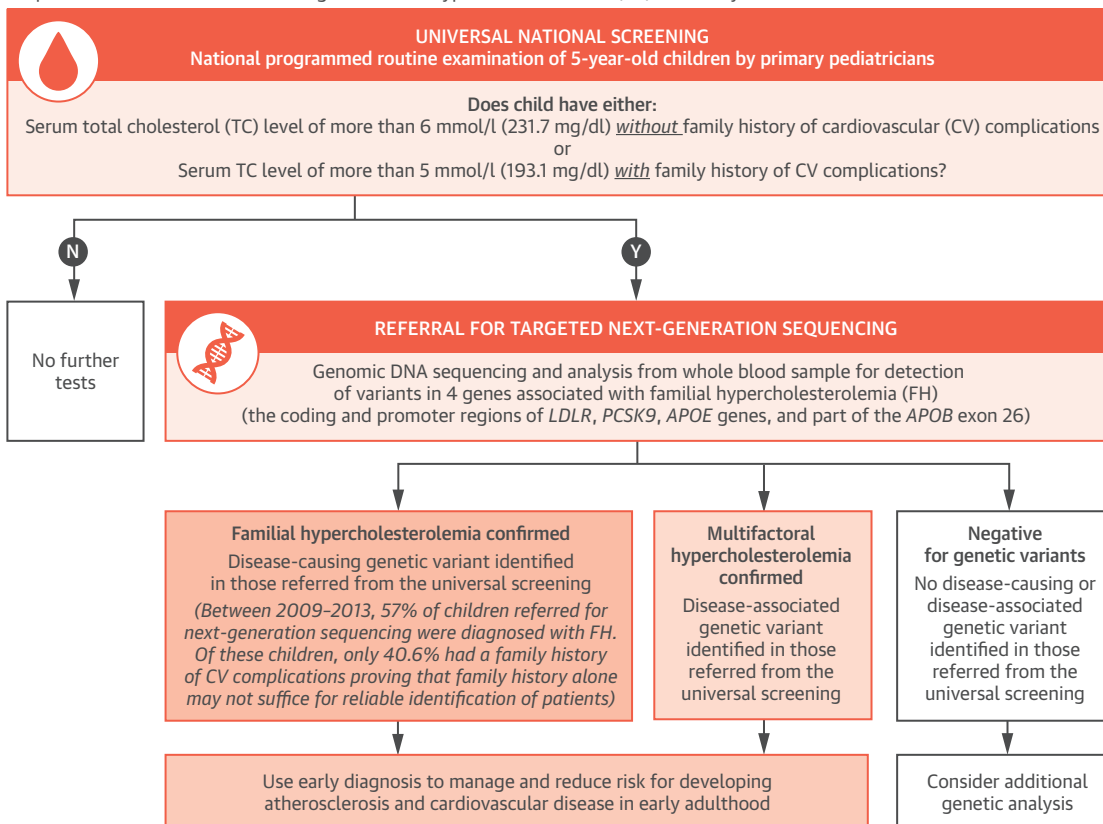 UNIVERSAL NATIONAL SCREENING
National programmed routine examination of 5-year-old children by primary pediatricians
Does child have either:
Serum total cholesterol (TC) level of more than 6 mmol/l (231.7 mg/dl) without family history of cardiovascular (CV) complications
or
Serum TC level of more than 5 mmol/l (193.1 mg/dl) with family history of CV complications?
N
Y
No further
tests
REFERRAL FOR TARGETED NEXT-GENERATION SEQUENCING
Genomic DNA sequencing and analysis from whole blood sample for detection
of variants in 4 genes associated with familial hypercholesterolemia (FH)
(the coding and promoter regions of LDLR, PCSK9, APOE genes, and part of the APOB exon 26)
Familial hypercholesterolemia confirmed
Disease-causing genetic variant identified
in those referred from the universal screening
(Between 2009–2013, 57% of children referred for
next-generation sequencing were diagnosed with FH.
Of these children, only 40.6% had a family history
of CV complications proving that family history alone
may not suffice for reliable identification of patients)
Multifactoral
hypercholesterolemia
confirmed
Disease-associated
genetic variant
identified in those
referred from the
universal screening
Negative
for genetic variants
No disease-causing or
disease-associated
genetic variant
identified in those
referred from the
universal screening
Use early diagnosis to manage and reduce risk for developing
atherosclerosis and cardiovascular disease in early adulthood
Consider additional
genetic analysis